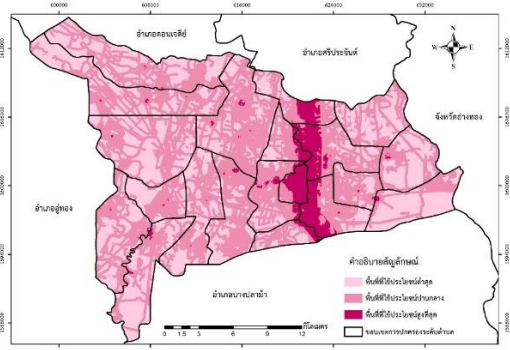 600000 608000 616000 624000 632000
อำเภอดอนเจดีย์
อำเภอศรีประจันต์
N
W E
S
จังหวัดอ่างทอง
อำเภออู่ทอง
อำเภอบางปลาม้า
คำอธิบายสัญลักษณ์
พื้นที่ที่ใช้ประโยชน์ต่ำสุด
พื้นที่ที่ใช้ประโยชน์ปานกลาง
พื้นที่ที่ใช้ประโยชน์สูงที่สุด
ขอบเขตการปกครองระดับตำบล
กิโลเมตร
0 1.5 3 6 9 12